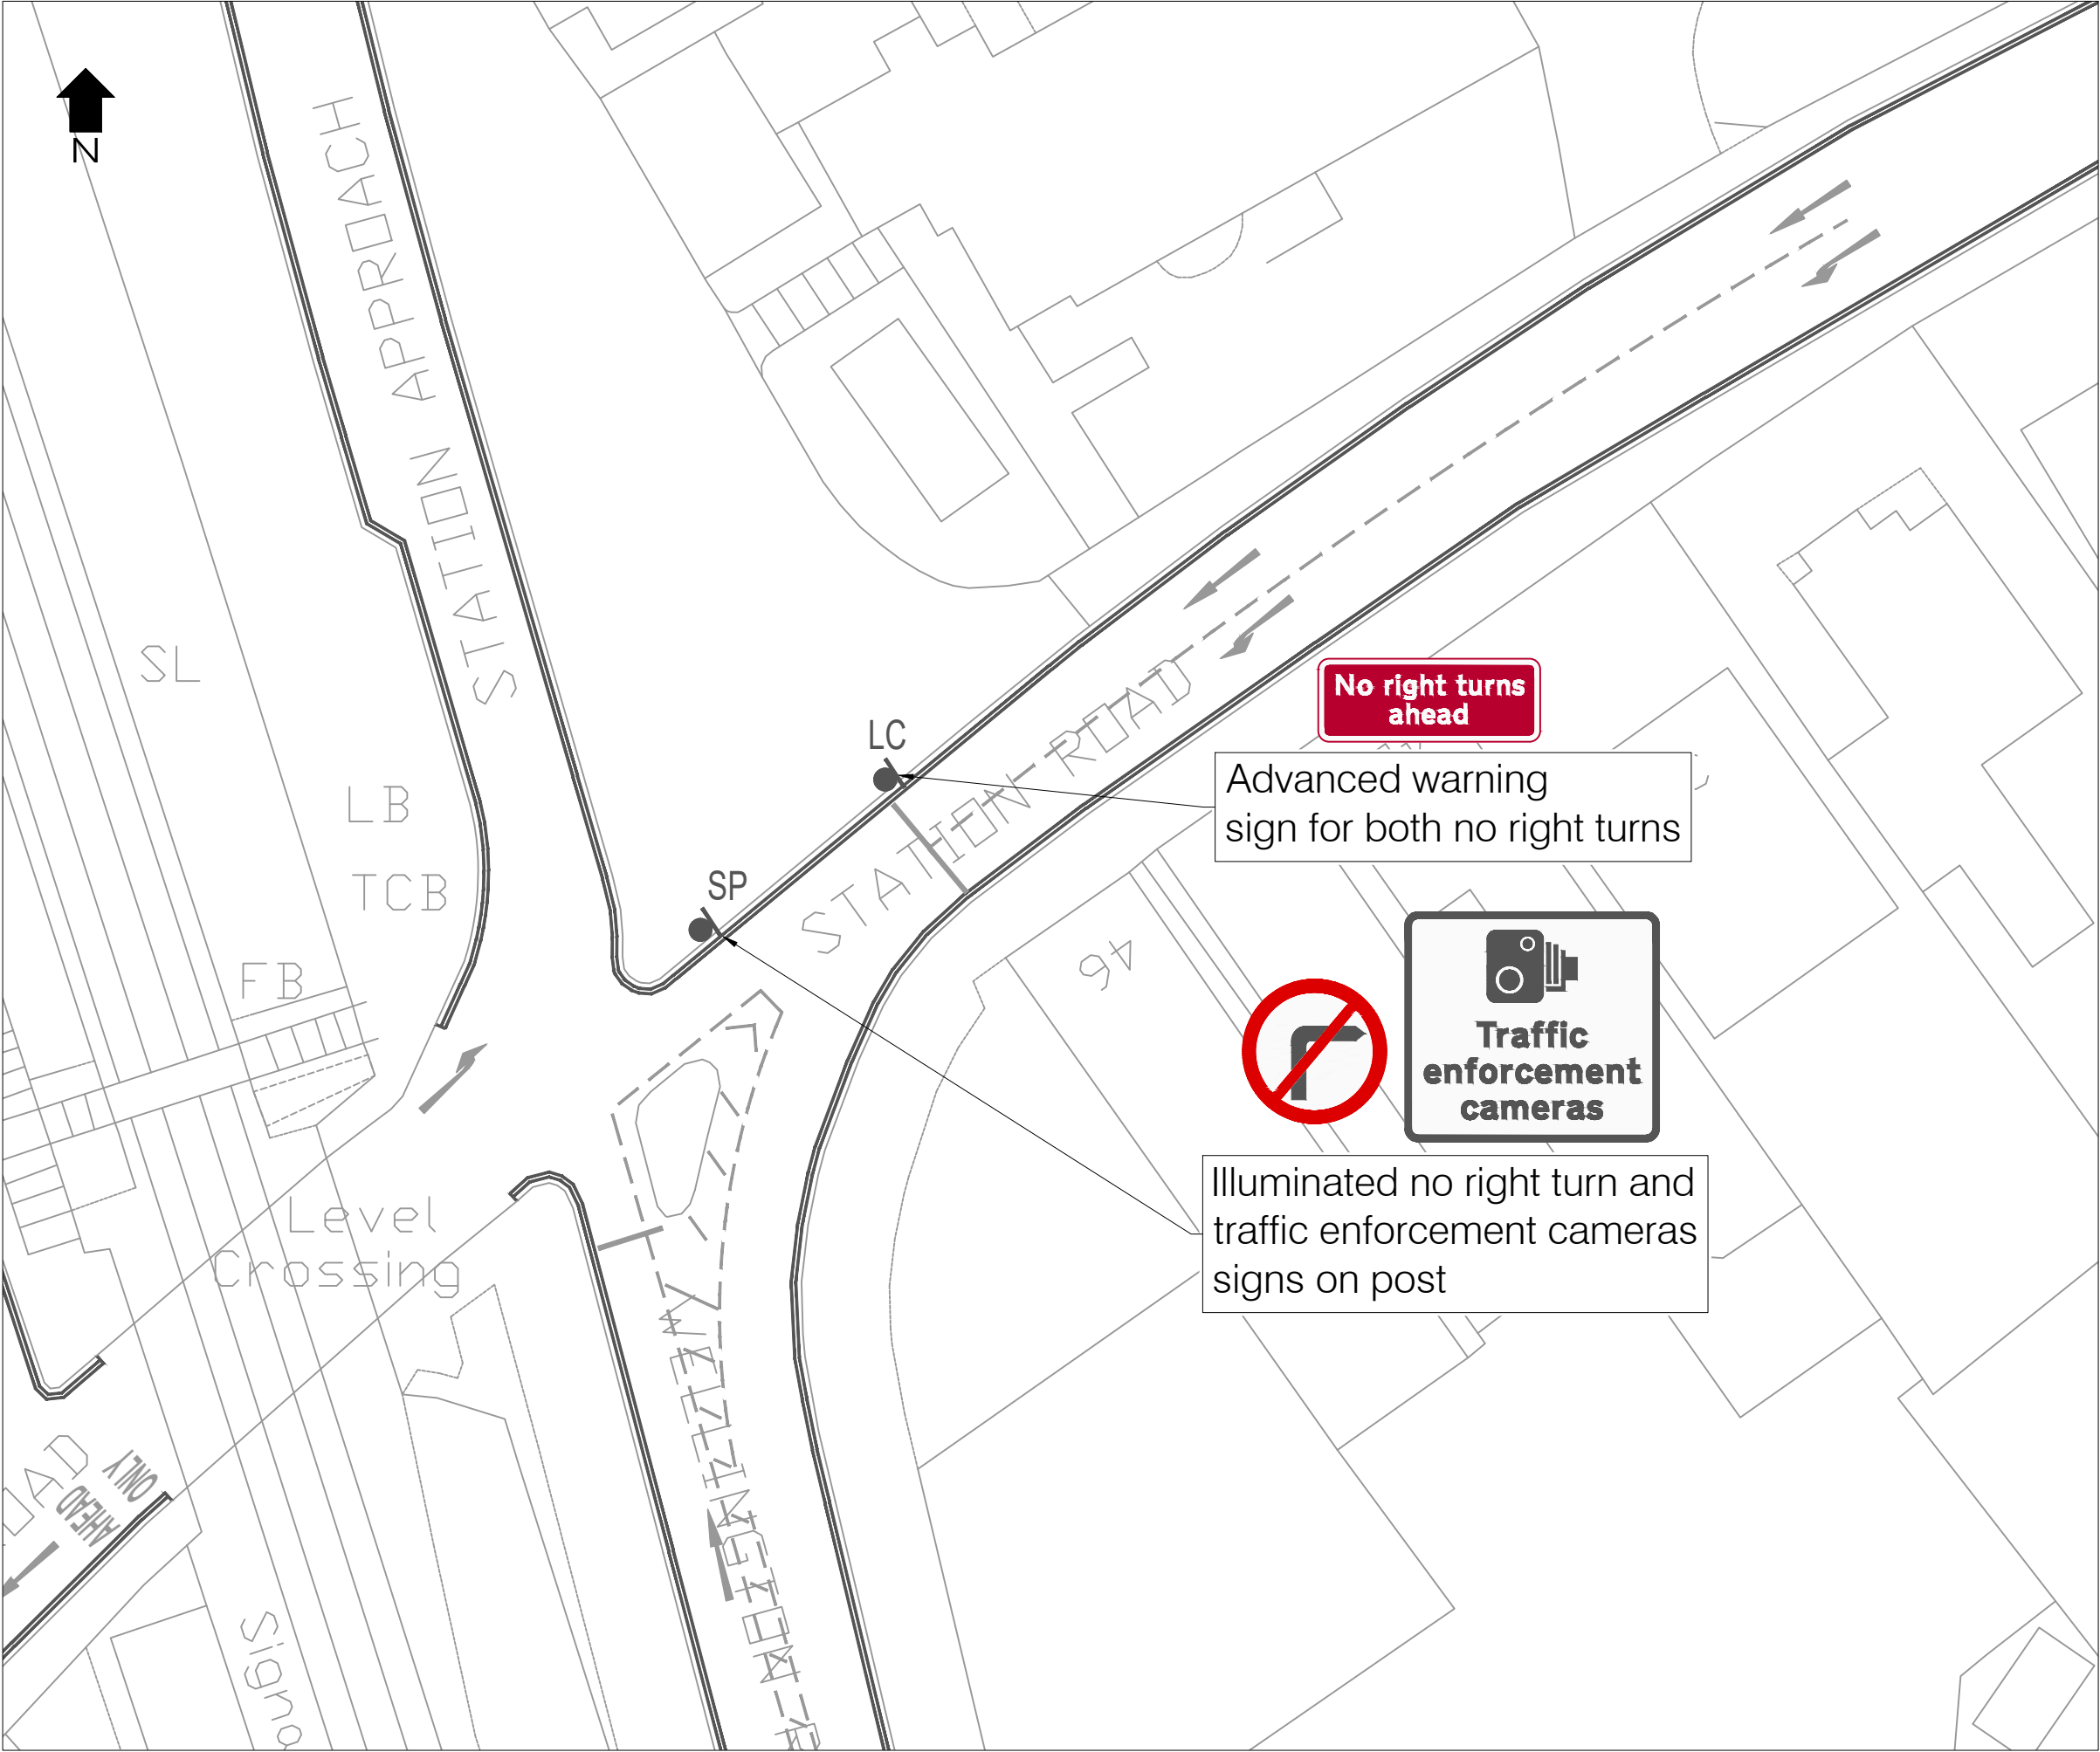 N
STATION APPROACH
SL
LC
No right turns
ahead
STATION ROAD
Advanced warning
sign for both no right turns
LB
TCB
SP
FB
46
Traffic
enforcement
cameras
Illuminated no right turn and
traffic enforcement cameras
signs on post
Level
Crossing
WELLINGTON
ONLY
AHEAD